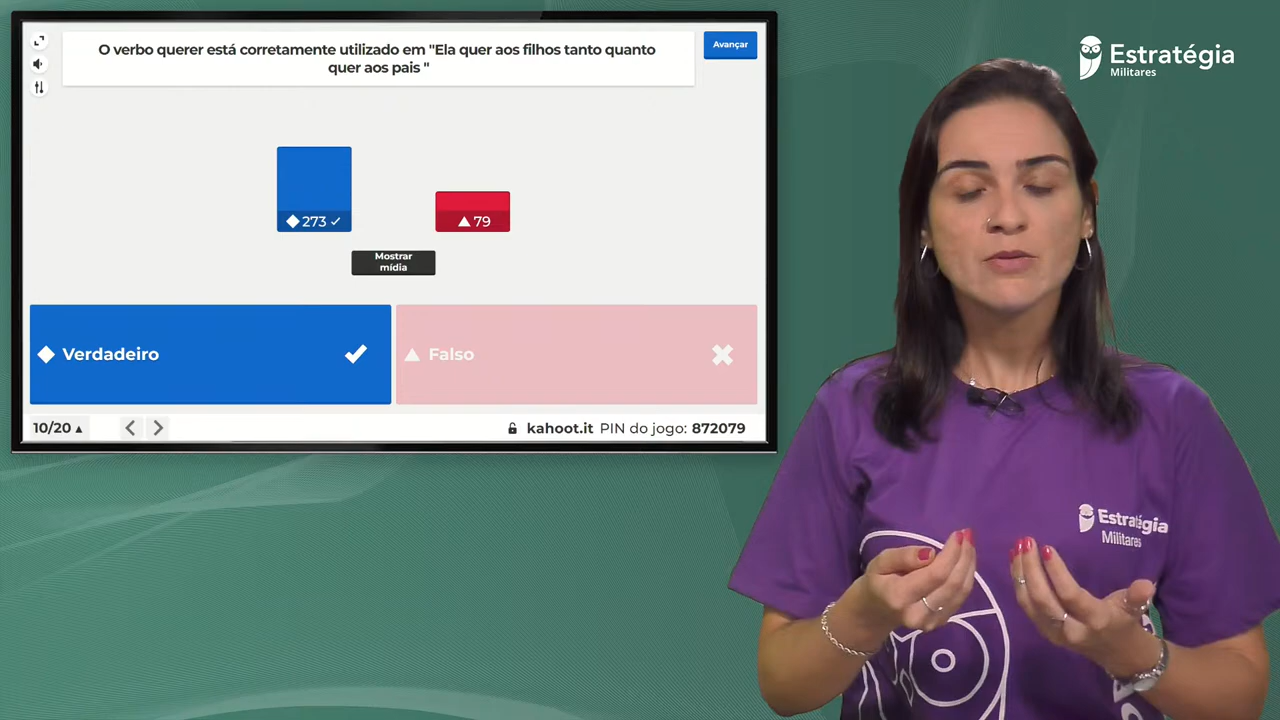 O verbo querer está corretamente utilizado em "Ela quer aos filhos tanto quanto
quer aos pais "
Avançar
273
79
Mostrar
mídia
Verdadeiro
Falso
10/20
kahoot.it PIN do jogo: 872079
Estratégia
Militares
Estratégia
Militares